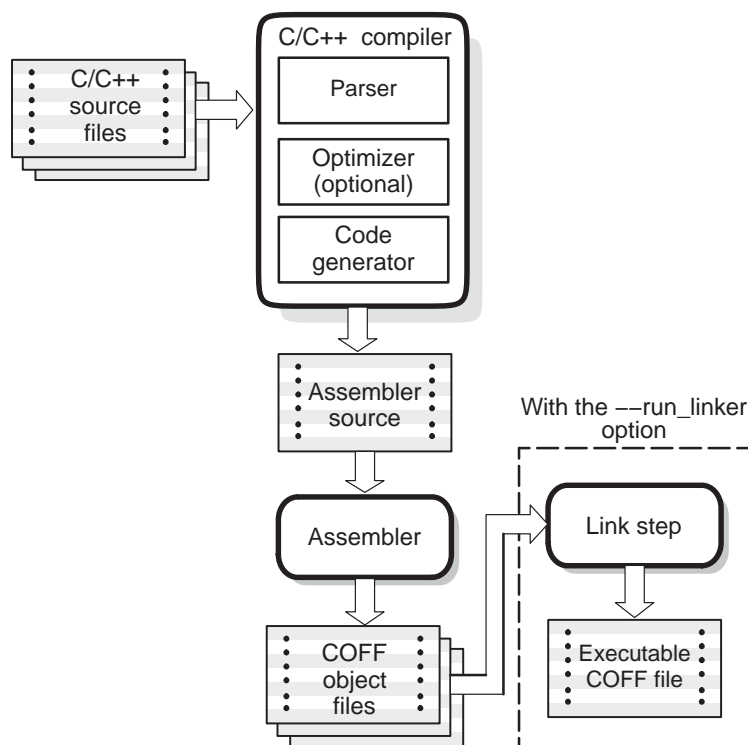 C/C++ compiler
Parser
Optimizer
(optional)
Code
generator
C/C++
source
files
Assembler
source
Assembler
COFF
object
files
With the −−run_linker
option
Link step
Executable
COFF file